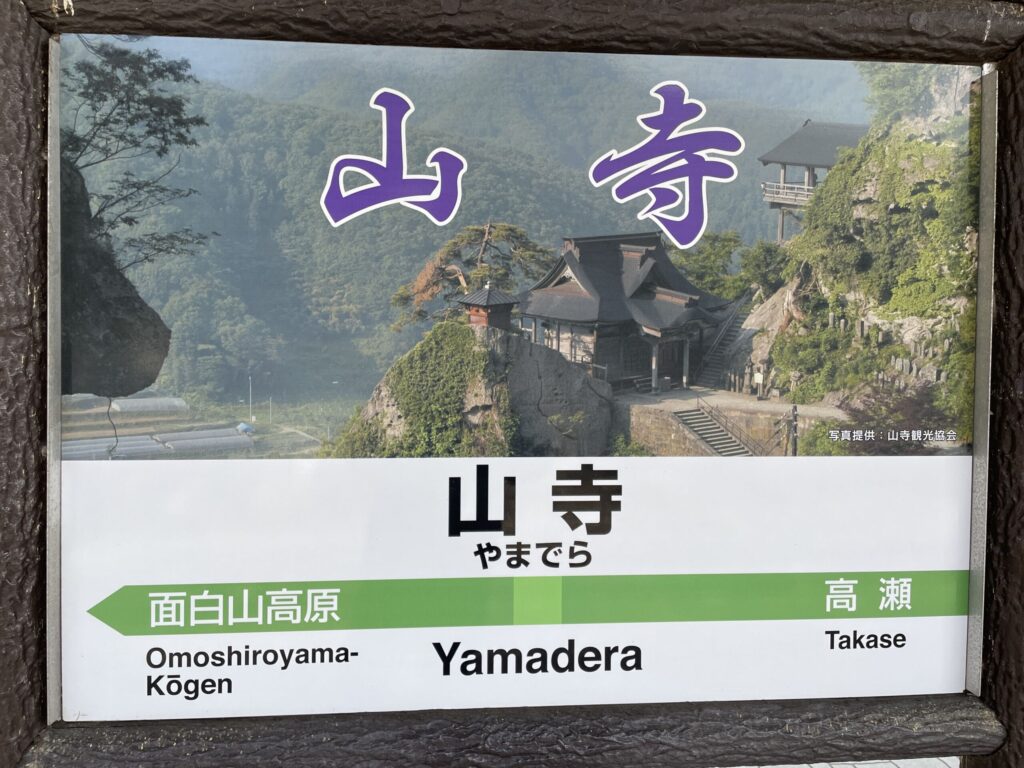 山寺
写真提供：山寺観光協会
山寺
やまでら
面白山高原 高瀬
Omoshiroyama-
Kōgen
Yamadera
Takase